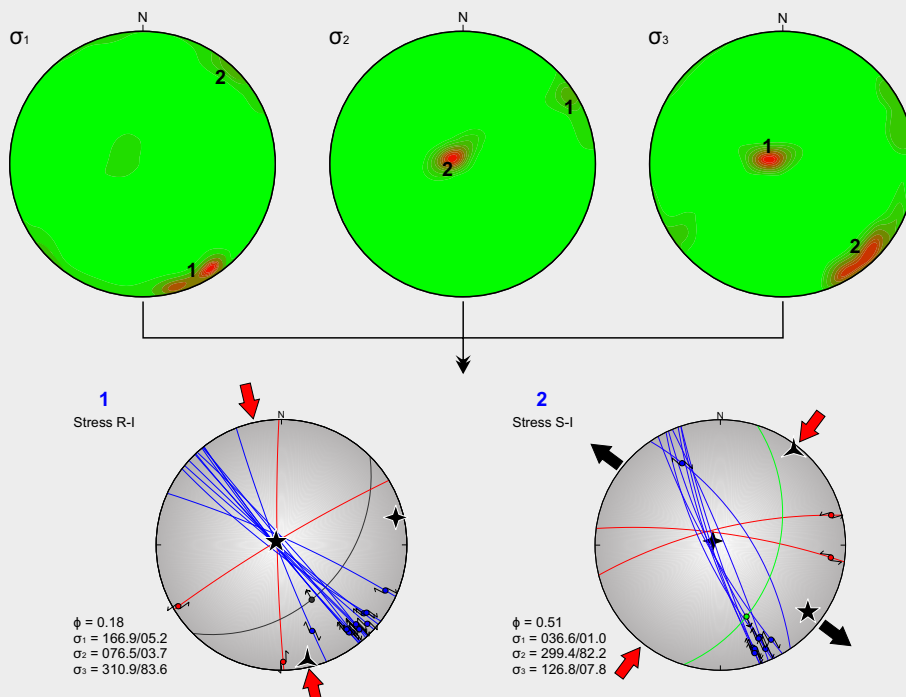 σ1
N
2
1
σ2
N
1
2
σ3
N
1
2
1
Stress R-I
N
ϕ = 0.18
σ1 = 166.9/05.2
σ2 = 076.5/03.7
σ3 = 310.9/83.6
2
Stress S-I
N
ϕ = 0.51
σ1 = 036.6/01.0
σ2 = 299.4/82.2
σ3 = 126.8/07.8